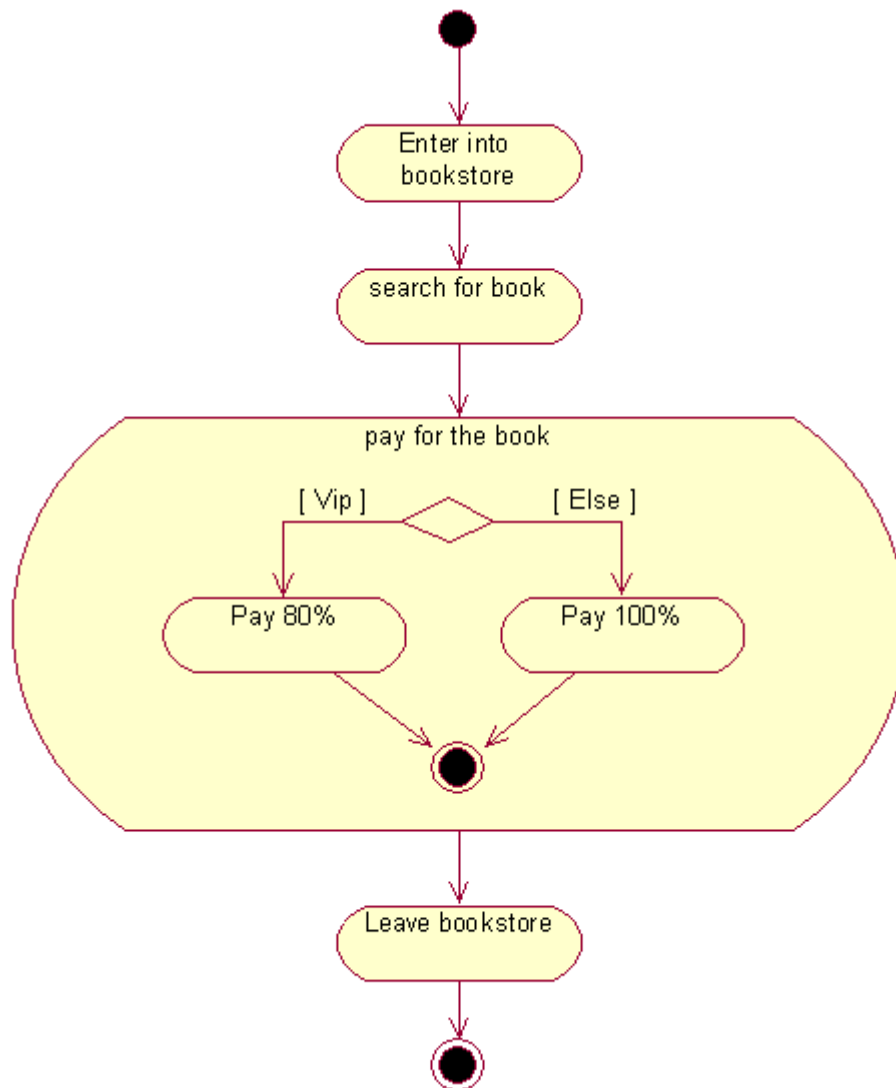 Enter into
bookstore
search for book
pay for the book
[ Vip ]
[ Else ]
Pay 80%
Pay 100%
Leave bookstore